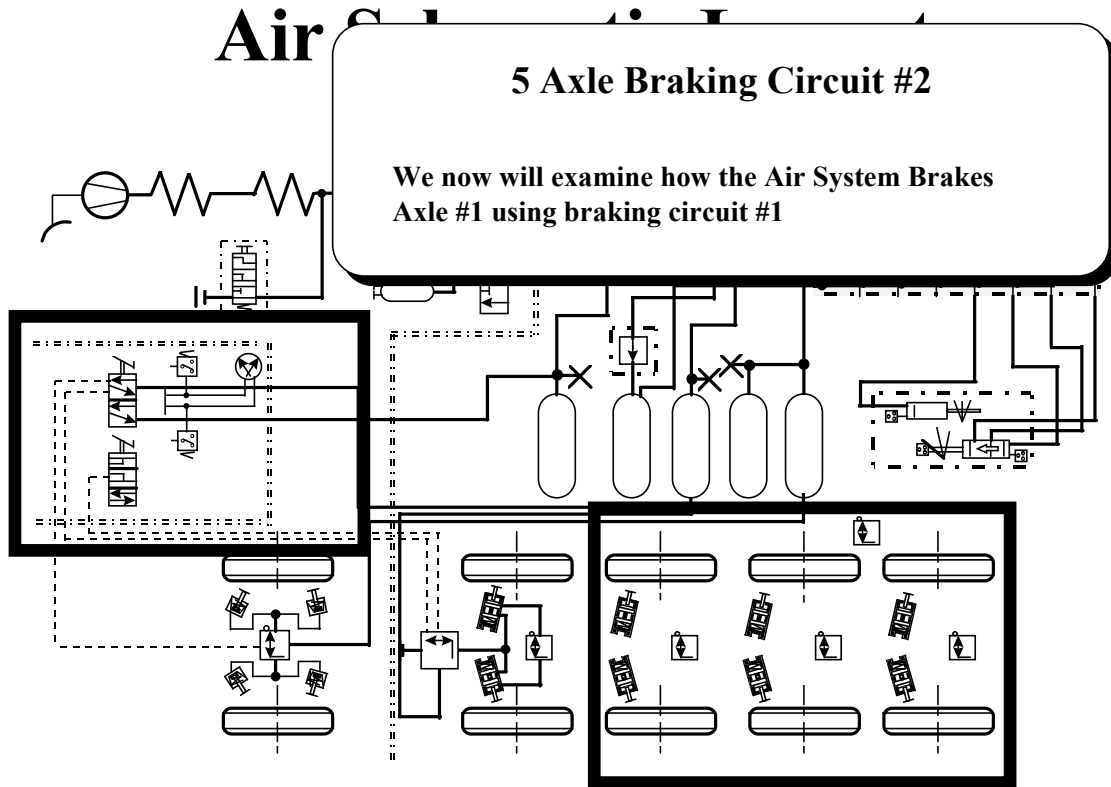 Air
5 Axle Braking Circuit #2
We now will examine how the Air System Brakes
Axle #1 using braking circuit #1